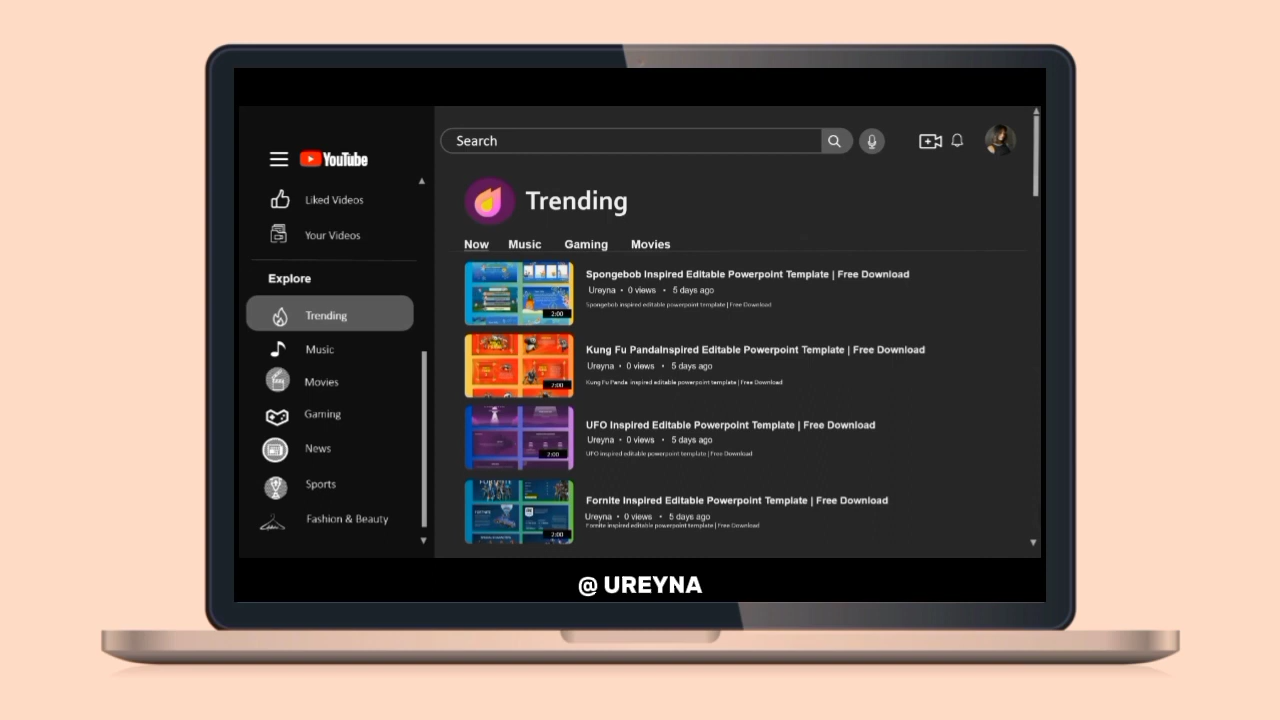 YouTube
Liked Videos
Your Videos
Explore
Trending
Music
Movies
Gaming
News
Sports
Fashion & Beauty
Search
Trending
Now Music Gaming Movies
Spongebob Inspired Editable Powerpoint Template | Free Download
Ureyna • 0 views • 5 days ago
Spongebob inspired editable powerpoint template | Free Download
2:00
Kung Fu PandaInspired Editable Powerpoint Template | Free Download
Ureyna • 0 views • 5 days ago
Kung Fu Panda inspired editable powerpoint template | Free Download
2:00
UFO Inspired Editable Powerpoint Template | Free Download
Ureyna • 0 views • 5 days ago
UFO inspired editable powerpoint template | Free Download
2:00
Fornite Inspired Editable Powerpoint Template | Free Download
Ureyna • 0 views • 5 days ago
Fornite inspired editable powerpoint template | Free Download
2:00
@ UREYNA